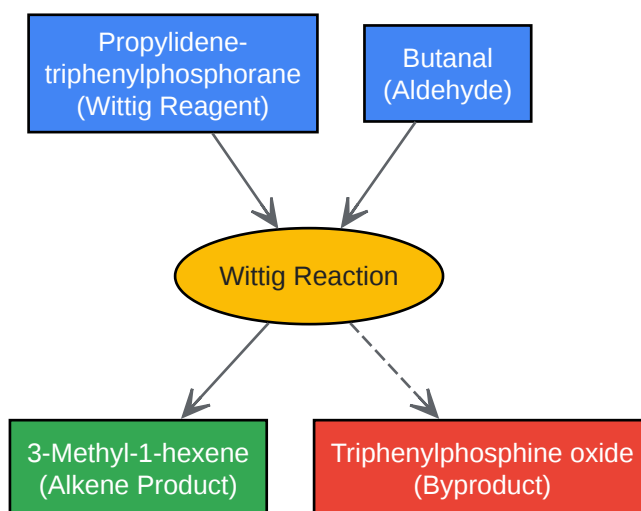 Propylidene-
triphenylphosphorane
(Wittig Reagent)
Butanal
(Aldehyde)
Wittig Reaction
3-Methyl-1-hexene
(Alkene Product)
Triphenylphosphine oxide
(Byproduct)